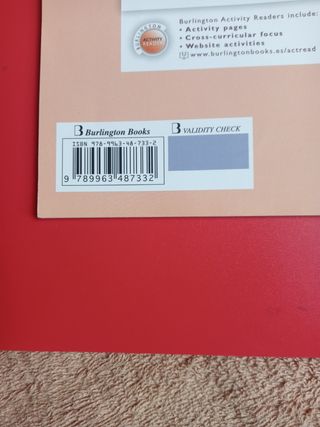 Burlington Activity Readers include:
• Activity pages
• Cross-curricular focus
• Website activities
www.burlingtonbooks.es/actread
BURLINGTON
ACTIVITY
READERS
B Burlington Books
B VALIDITY CHECK
ISBN 978-9963-48-733-2
9 789963 487332